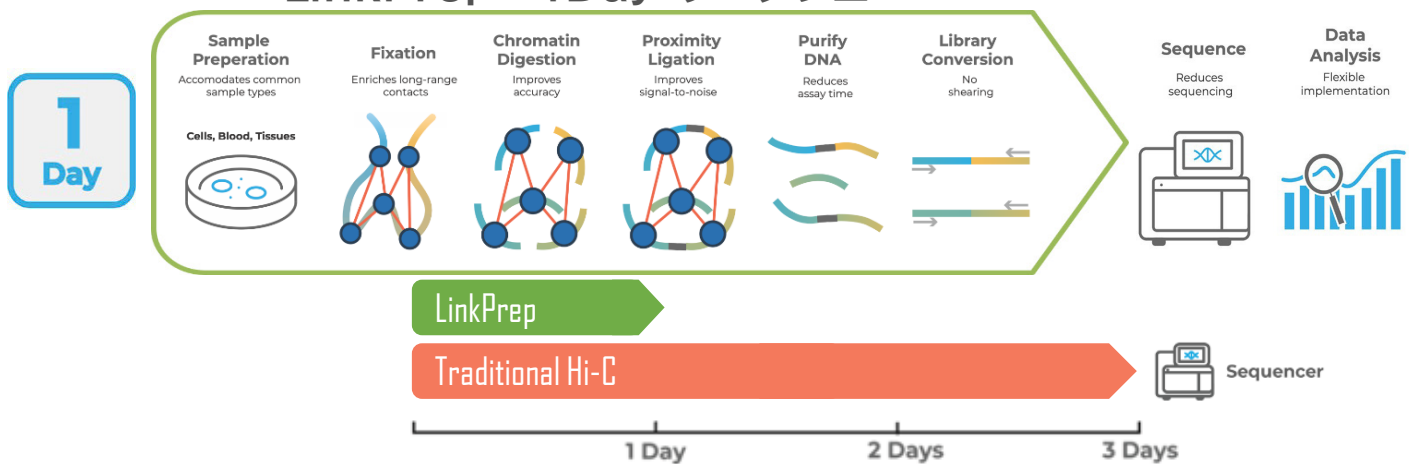 Sample
Preperation
Accomodates common
sample types
Cells, Blood, Tissues
Fixation
Enriches long-range
contacts
Chromatin
Digestion
Improves
accuracy
Proximity
Ligation
Improves
signal-to-noise
Purify
DNA
Reduces
assay time
Library
Conversion
No
shearing
Sequence
Reduces
sequencing
Data
Analysis
Flexible
implementation
1
Day
LinkPrep
Traditional Hi-C
Sequencer
1 Day
2 Days
3 Days